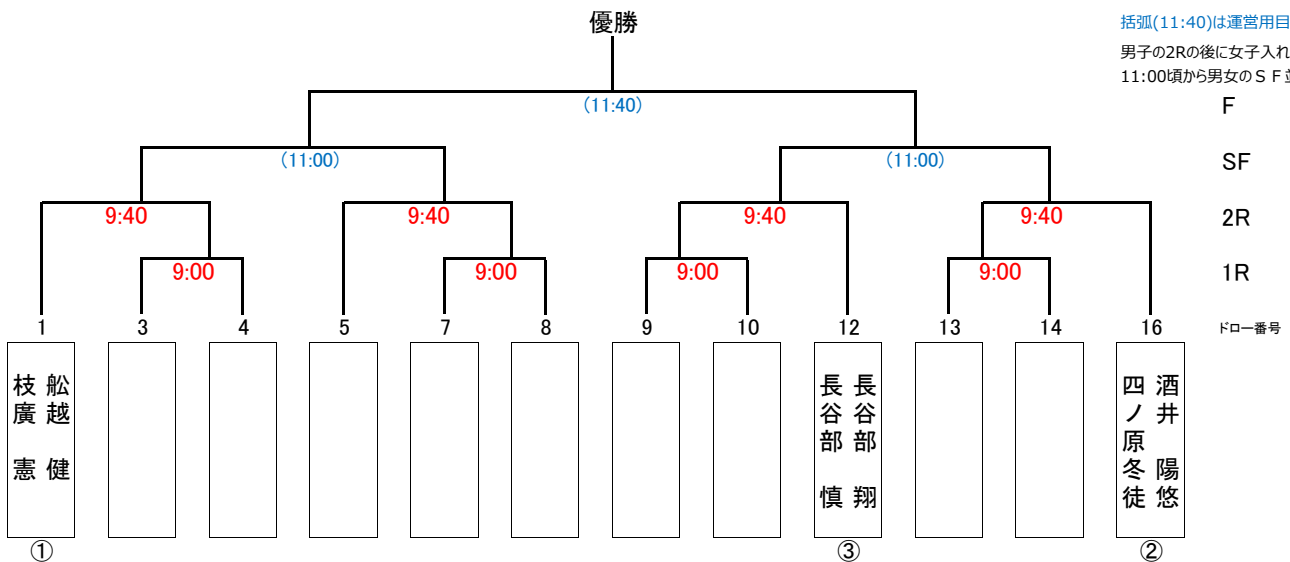 優勝
括弧(11:40)は運営用目
男子の2Rの後に女子入れ
11:00頃から男女のＳＦ並
(11:40)
F
(11:00)
(11:00)
SF
9:40
9:40
9:40
9:40
2R
9:00
9:00
9:00
9:00
1R
1
3
4
5
7
8
9
10
12
13
14
16
ドロー番号
舩越 健
枝廣 憲
長谷部 翔
長谷部 慎
酒井 陽悠
四ノ原冬徒
①
③
②